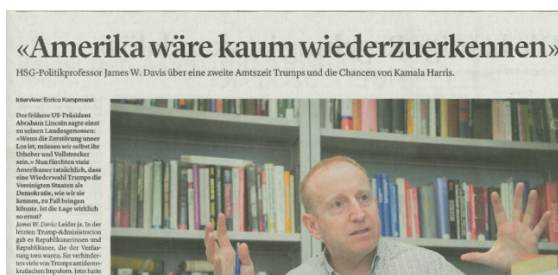 «Amerika wäre kaum wiederzuerkennen»
HSG-Politikprofessor James W. Davis über eine zweite Amtszeit Trumps und die Chancen von Kamala Harris.
Interview: Enrico Kampmann
Der frühere US-Präsident
Abraham Lincoln sagte einst
zu seinen Landesgenossen:
«Wenn die Zerstörung unser
Los ist, müssen wir selbst ihr
Urheber und Vollstrecker
sein.» Nun fürchten viele
Amerikaner tatsächlich, dass
eine Wiederwahl Trumps die
Vereinigten Staaten als
Demokratie, wie wir sie
kennen, zu Fall bringen
könnte. Ist die Lage wirklich
so ernst?
James W. Davis: Leider ja. In der
letzten Trump-Administration
gab es Republikanerinnen und
Republikaner, die der Verfas-
sung treu waren. Sie verhinder-
ten viele von Trumps antidemo-
kratischen Impulsen. Jetzt hatte